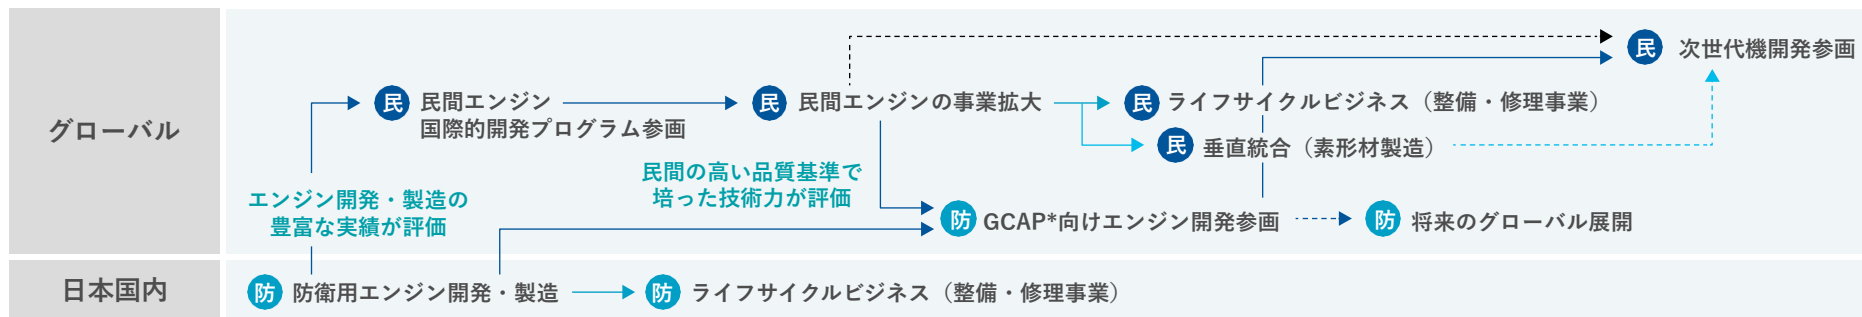 グローバル
民 次世代機開発参画
民 民間エンジン
国際的開発プログラム参画
民 民間エンジンの事業拡大
民 ライフサイクルビジネス（整備・修理事業）
民 垂直統合（素形材製造）
エンジン開発・製造の
豊富な実績が評価
民間の高い品質基準で
培った技術力が評価
防 GCAP*向けエンジン開発参画
防 将来のグローバル展開
日本国内
防 防衛用エンジン開発・製造
防 ライフサイクルビジネス（整備・修理事業）